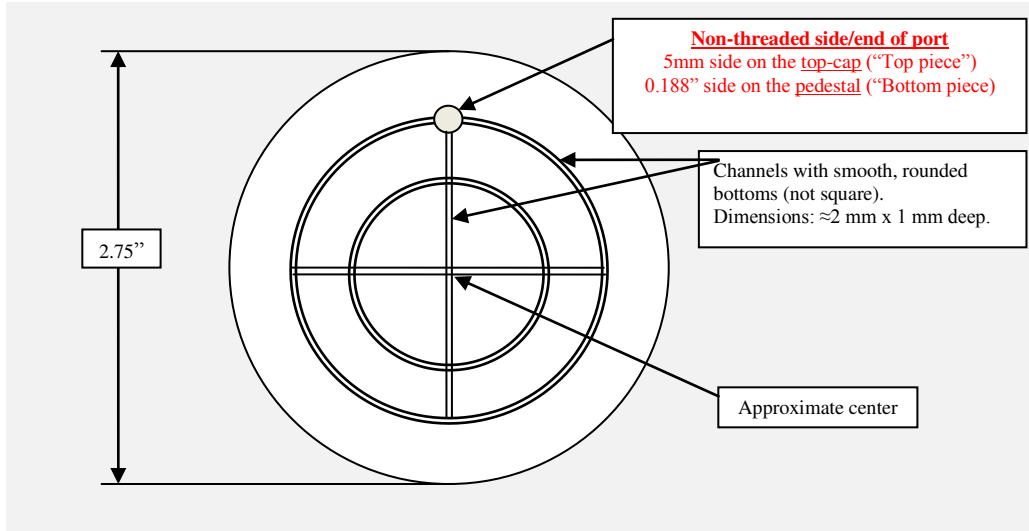 Non-threaded side/end of port
5mm side on the top-cap (“Top piece”)
0.188” side on the pedestal (“Bottom piece)
Channels with smooth, rounded
bottoms (not square).
Dimensions: ≈2 mm x 1 mm deep.
2.75”
Approximate center